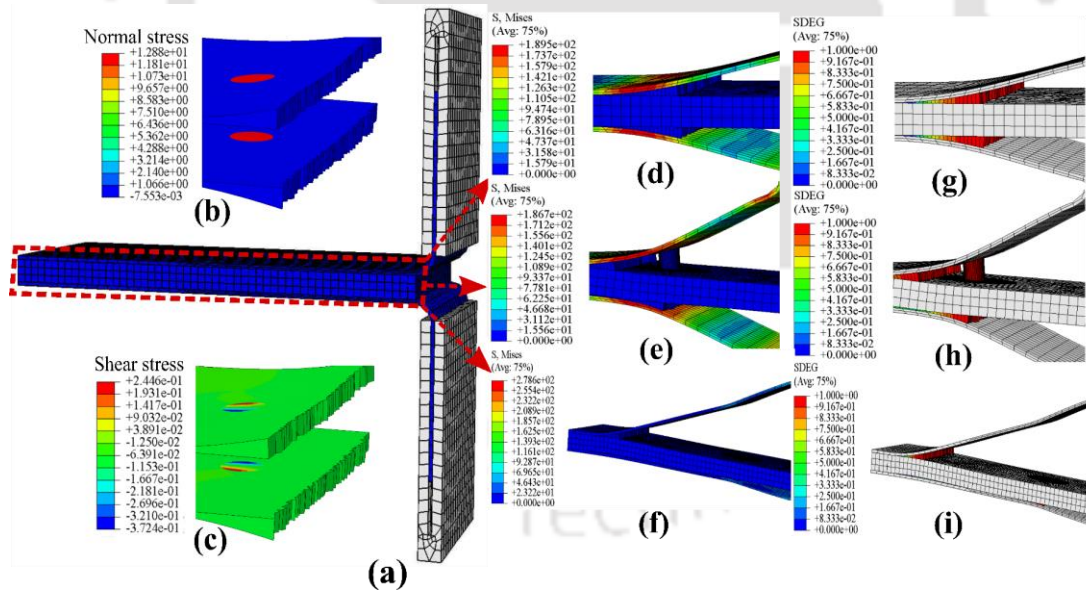 Normal stress
+1.288e+01
+1.181e+01
+1.073e+01
+9.657e+00
+8.583e+00
+7.510e+00
+6.436e+00
+5.362e+00
+4.288e+00
+3.214e+00
+2.140e+00
+1.066e+00
-7.553e-03
(b)
Shear stress
+2.446e-01
+1.931e-01
+1.417e-01
+9.032e-02
+3.891e-02
-1.250e-02
-6.391e-02
-1.153e-01
-1.667e-01
-2.181e-01
-2.696e-01
-3.210e-01
-3.724e-01
(c)
(a)
S, Mises
(Avg: 75%)
+1.895e+02
+1.737e+02
+1.579e+02
+1.421e+02
+1.263e+02
+1.105e+02
+9.474e+01
+7.895e+01
+6.316e+01
+4.737e+01
+3.158e+01
+1.579e+01
+0.000e+00
(d)
S, Mises
(Avg: 75%)
+1.867e+02
+1.712e+02
+1.556e+02
+1.401e+02
+1.245e+02
+1.089e+02
+9.337e+01
+7.781e+01
+6.225e+01
+4.668e+01
+3.112e+01
+1.556e+01
+0.000e+00
(e)
S, Mises
(Avg: 75%)
+2.786e+02
+2.554e+02
+2.322e+02
+2.089e+02
+1.857e+02
+1.625e+02
+1.393e+02
+1.161e+02
+9.287e+01
+6.965e+01
+4.643e+01
+2.322e+01
+0.000e+00
(f)
SDEG
(Avg: 75%)
+1.000e+00
+9.167e-01
+8.333e-01
+7.500e-01
+6.667e-01
+5.833e-01
+5.000e-01
+4.167e-01
+3.333e-01
+2.500e-01
+1.667e-01
+8.333e-02
+0.000e+00
(g)
SDEG
(Avg: 75%)
+1.000e+00
+9.167e-01
+8.333e-01
+7.500e-01
+6.667e-01
+5.833e-01
+5.000e-01
+4.167e-01
+3.333e-01
+2.500e-01
+1.667e-01
+8.333e-02
+0.000e+00
(h)
SDEG
(Avg: 75%)
+1.000e+00
+9.167e-01
+8.333e-01
+7.500e-01
+6.667e-01
+5.833e-01
+5.000e-01
+4.167e-01
+3.333e-01
+2.500e-01
+1.667e-01
+8.333e-02
+0.000e+00
(i)